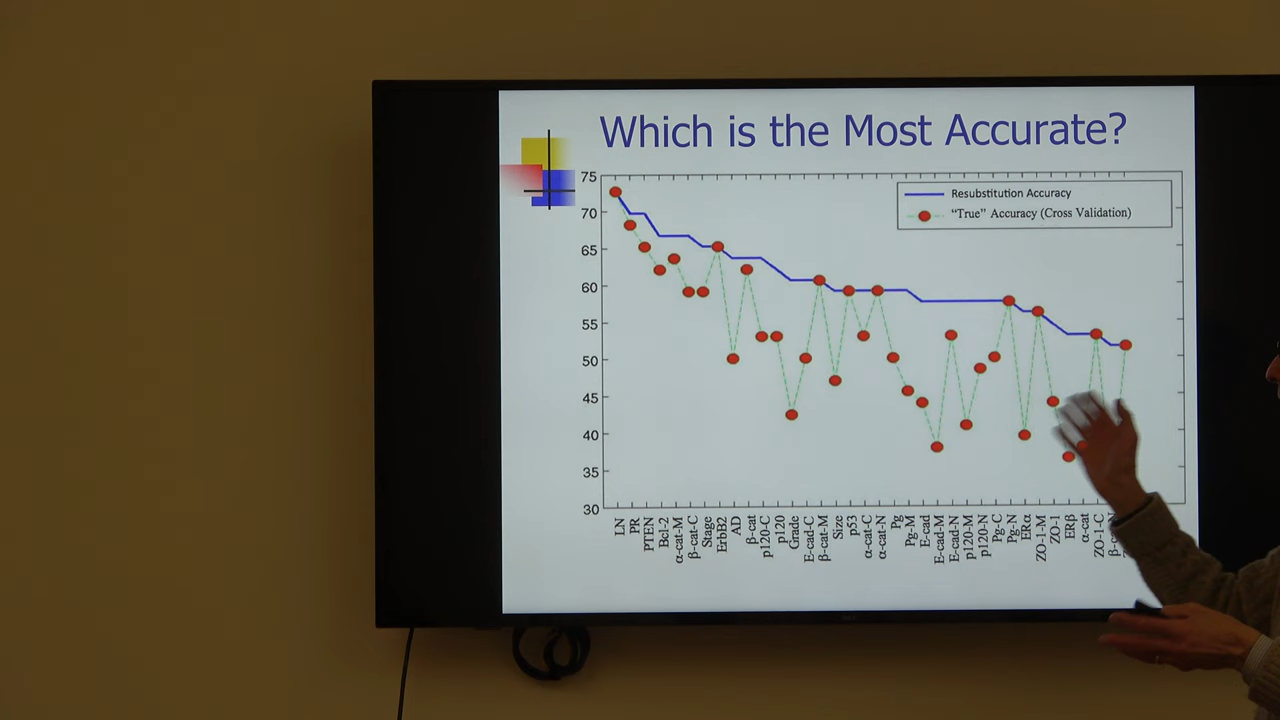 Which is the Most Accurate?
75
70
65
60
55
50
45
40
35
30
Resubstitution Accuracy
"True" Accuracy (Cross Validation)
LN
PR
PTEN
Bcl-2
α-cat-M
β-cat-C
Stage
ErbB2
AD
β-cat
p120-C
p120
Grade
E-cad-C
β-cat-M
Size
p53
α-cat-C
α-cat-N
Pg
Pg-M
E-cad
E-cad-M
E-cad-N
p120-M
p120-N
Pg-C
Pg-N
ERα
ZO-1-M
ZO-1
ERβ
α-cat
ZO-1-C